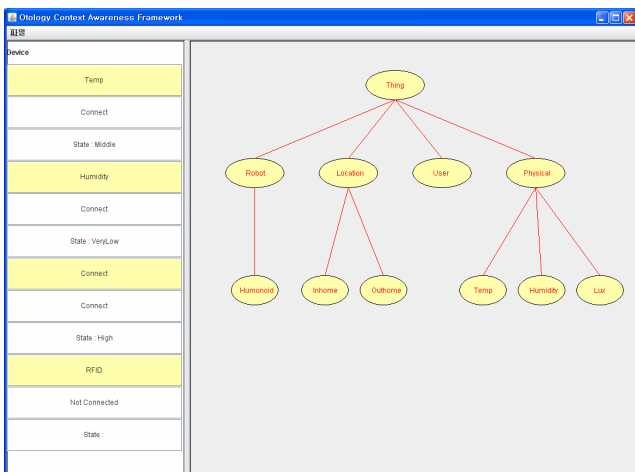 Otology Context Awareness Framework
파일
Device
Temp
Connect
State : Middle
Humidity
Connect
State : VeryLow
Connect
Connect
State : High
RFID
Not Connected
State :
Thing
Robot
Location
User
Physical
Humonoid
Inhome
Outhome
Temp
Humidity
Lux